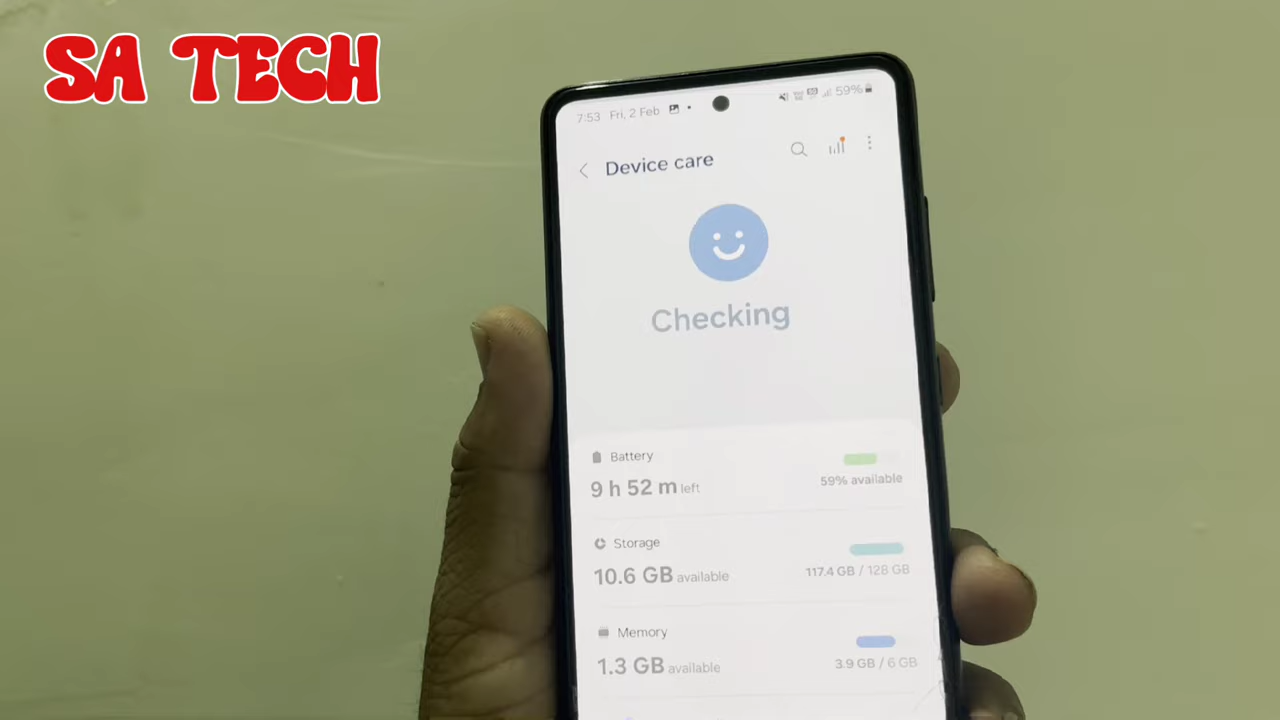 SA TECH
7:53 Fri, 2 Feb 59%
Device care
Checking
Battery
9 h 52 m left
59% available
Storage
10.6 GB available
117.4 GB / 128 GB
Memory
1.3 GB available
3.9 GB / 6 GB